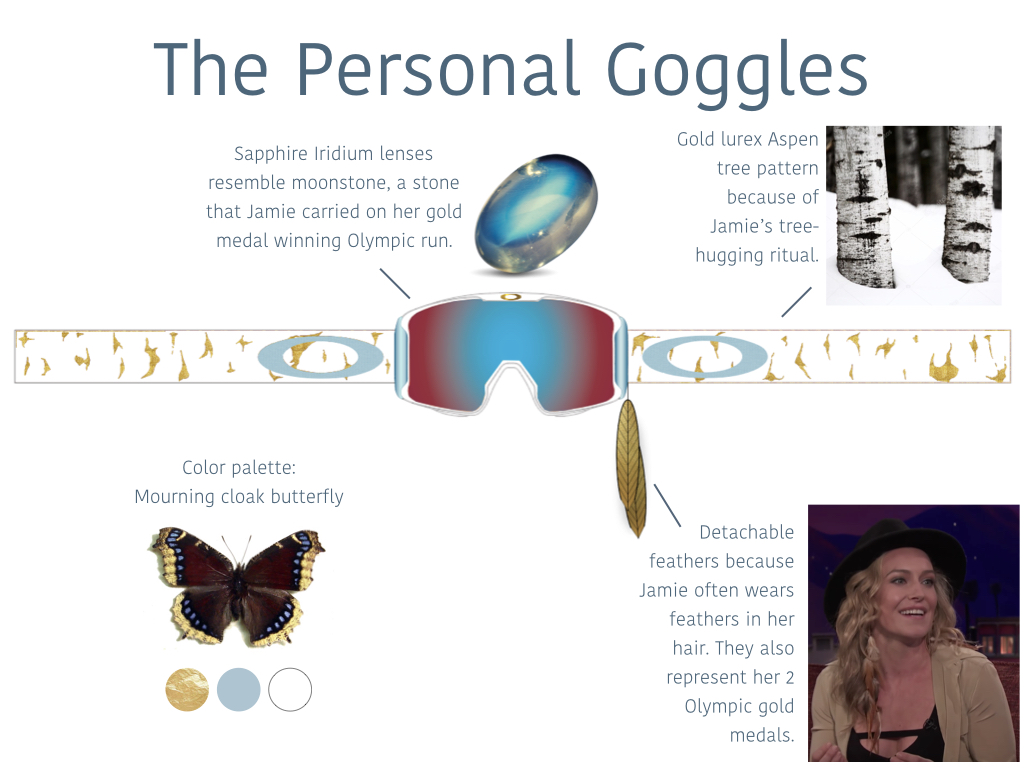 The Personal Goggles
Sapphire Iridium lenses
resemble moonstone, a stone
that Jamie carried on her gold
medal winning Olympic run.
Gold lurex Aspen
tree pattern
because of
Jamie’s tree-
hugging ritual.
Color palette:
Mourning cloak butterfly
Detachable
feathers because
Jamie often wears
feathers in her
hair. They also
represent her 2
Olympic gold
medals.